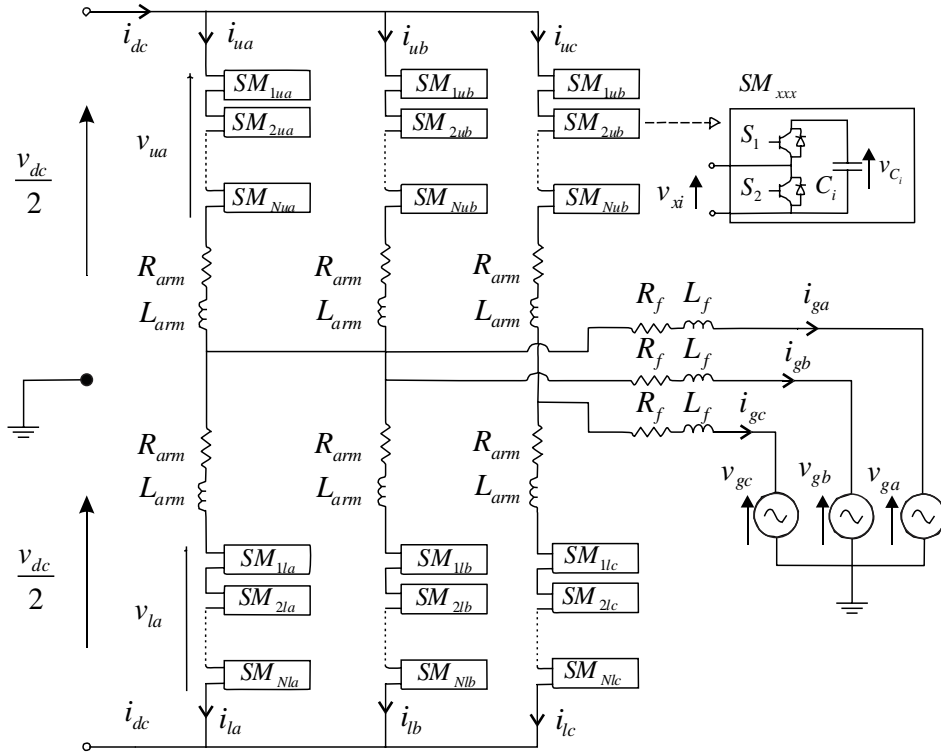 i_dc i_ua i_ub i_uc
SM_1ua SM_1ub SM_1ub SM_xxx
v_ua SM_2ua SM_2ub SM_2ub S_1
v_dc/2 v_xi S_2 C_i v_C_i
SM_Nua SM_Nub SM_Nub
R_arm R_arm R_arm
L_arm L_arm L_arm
R_f L_f i_ga
R_f L_f i_gb
R_f L_f i_gc
R_arm R_arm R_arm
L_arm L_arm L_arm
v_gc v_gb v_ga
v_dc/2 v_la
SM_1la SM_1lb SM_1lc
SM_2la SM_2lb SM_2lc
SM_Nla SM_Nlb SM_Nlc
i_dc i_la i_lb i_lc